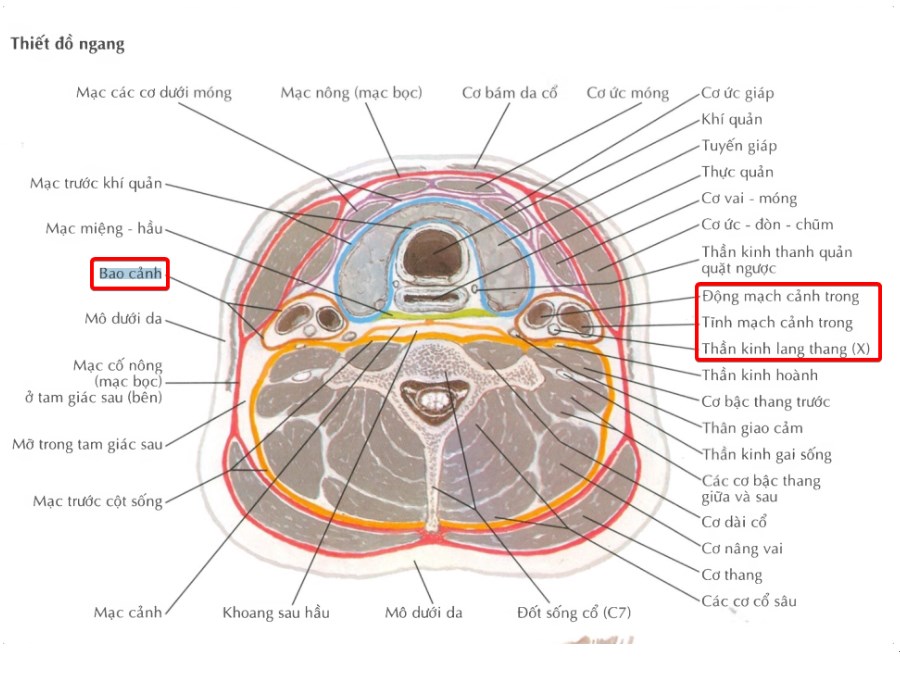 Thiết đồ ngang
Mạc các cơ dưới móng
Mạc nông (mạc bọc)
Cơ bám da cổ
Cơ ức móng
Mạc trước khí quản
Mạc miệng - hầu
Bao cảnh
Mô dưới da
Mạc cố nông
(mạc bọc)
ở tam giác sau (bên)
Mỡ trong tam giác sau
Mạc trước cột sống
Cơ ức giáp
Khí quản
Tuyến giáp
Thực quản
Cơ vai - móng
Cơ ức - đòn - chũm
Thần kinh thanh quản
quặt ngược
Động mạch cảnh trong
Tĩnh mạch cảnh trong
Thần kinh lang thang (X)
Thần kinh hoành
Cơ bậc thang trước
Thân giao cảm
Thần kinh gai sống
Các cơ bậc thang
giữa và sau
Cơ dài cổ
Cơ nâng vai
Cơ thang
Các cơ cổ sâu
Mạc cảnh
Khoang sau hầu
Mô dưới da
Đốt sống cổ (C7)